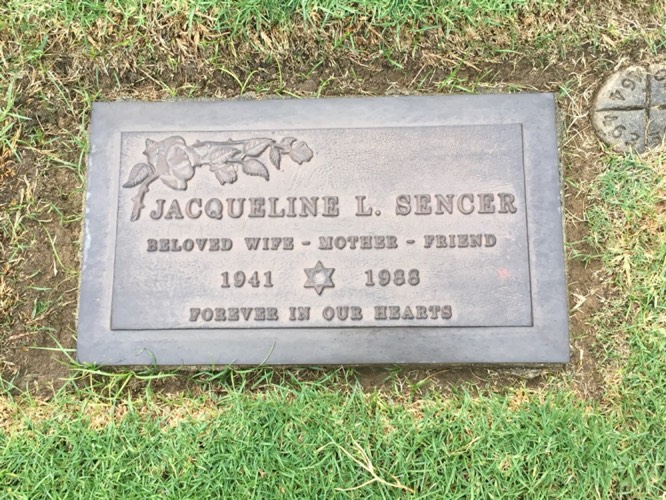 JACQUELINE L. SENCER
BELOVED WIFE - MOTHER - FRIEND
1941 1988
FOREVER IN OUR HEARTS